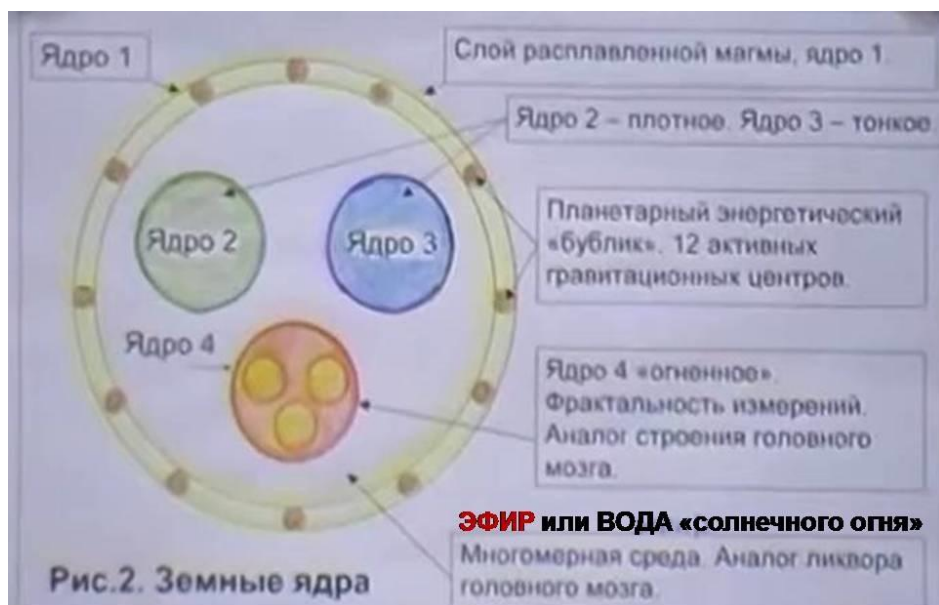 Ядро 1
Слой расплавленной магмы, ядро 1.
Ядро 2 – плотное. Ядро 3 – тонкое.
Ядро 2
Ядро 3
Планетарный энергетический
«бублик». 12 активных
гравитационных центров.
Ядро 4
Ядро 4 «огненное».
Фрактальность измерений.
Аналог строения головного
мозга.
ЭФИР или ВОДА «солнечного огня»
Многомерная среда. Аналог ликвора
головного мозга.
Рис.2. Земные ядра